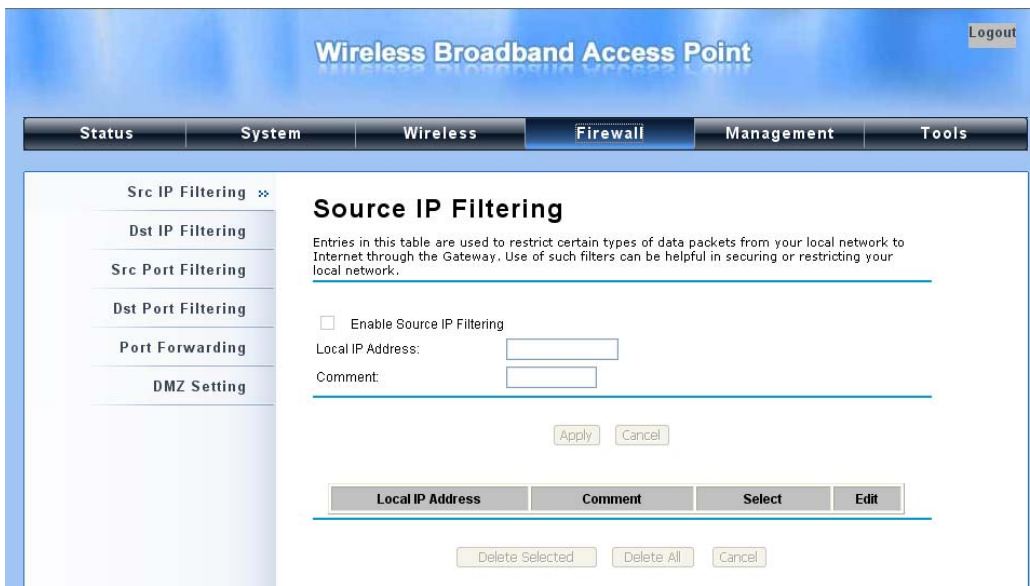 Logout
Wireless Broadband Access Point
Status System Wireless Firewall Management Tools
Src IP Filtering »
Dst IP Filtering
Src Port Filtering
Dst Port Filtering
Port Forwarding
DMZ Setting
Source IP Filtering
Entries in this table are used to restrict certain types of data packets from your local network to
Internet through the Gateway. Use of such filters can be helpful in securing or restricting your
local network.
Enable Source IP Filtering
Local IP Address:
Comment:
Apply Cancel
Local IP Address Comment Select Edit
Delete Selected Delete All Cancel